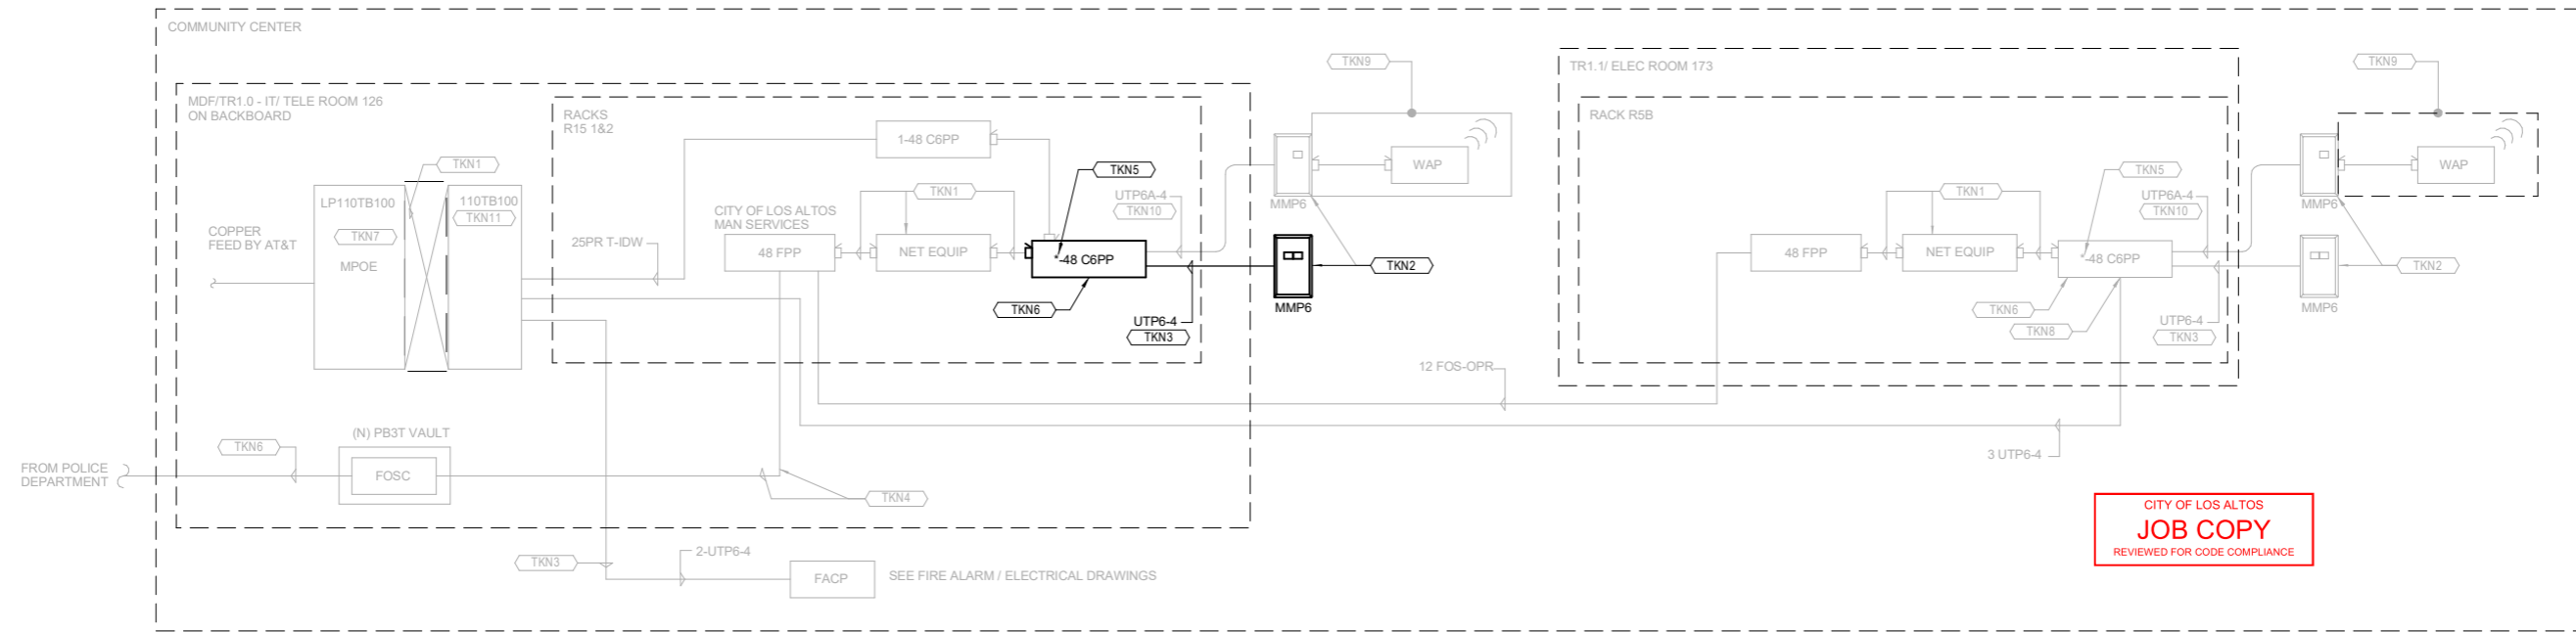 COMMUNITY CENTER
MDF/TR1.0 - IT/ TELE ROOM 126
ON BACKBOARD
TKN1
LP110TB100
TKN7
MPOE
110TB100
TKN11
COPPER
FEED BY AT&T
25PR T-IDW
RACKS
R15 1&2
1-48 C6PP
TKN1
CITY OF LOS ALTOS
MAN SERVICES
48 FPP
NET EQUIP
TKN5
*-48 C6PP
TKN6
UTP6A-4
TKN10
UTP6-4
TKN3
TKN9
WAP
MMP6
TKN2
MMP6
TR1.1/ ELEC ROOM 173
RACK R5B
48 FPP
TKN1
NET EQUIP
TKN5
*-48 C6PP
TKN6
TKN8
UTP6A-4
TKN10
UTP6-4
TKN3
TKN9
WAP
MMP6
TKN2
MMP6
12 FOS-OPR
3 UTP6-4
FROM POLICE
DEPARTMENT
TKN6
(N) PB3T VAULT
FOSC
TKN4
TKN3
2-UTP6-4
FACP
SEE FIRE ALARM / ELECTRICAL DRAWINGS
CITY OF LOS ALTOS
JOB COPY
REVIEWED FOR CODE COMPLIANCE